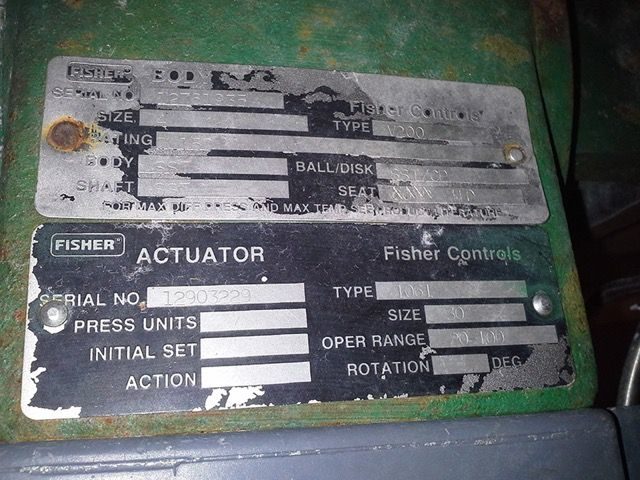 FISHER BODY
SERIAL NO. Fisher Controls
SIZE TYPE V200
RATING
BODY BALL/DISK
SHAFT SEAT
FOR MAX PIPE PRESS AND MAX TEMP SEE PRODUCT LITERATURE
FISHER ACTUATOR Fisher Controls
SERIAL NO. 12903229 TYPE 1061
PRESS UNITS SIZE 30
INITIAL SET OPER RANGE 20-100
ACTION ROTATION DEG